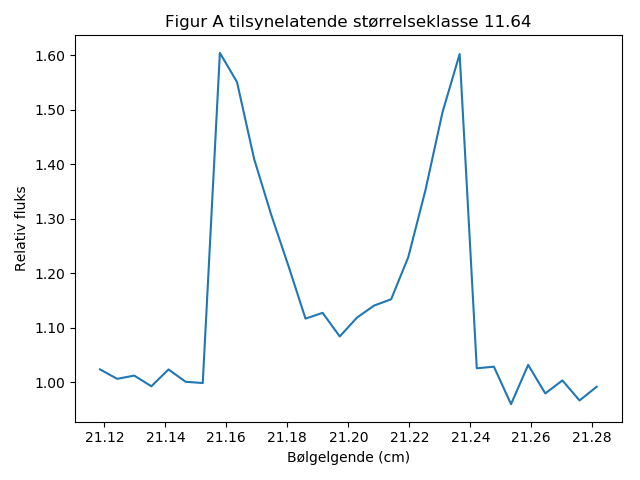 Figur A tilsynelatende størrelseklasse 11.64
1.60
1.50
1.40
1.30
1.20
1.10
1.00
Relativ fluks
21.12 21.14 21.16 21.18 21.20 21.22 21.24 21.26 21.28
Bølgelgende (cm)